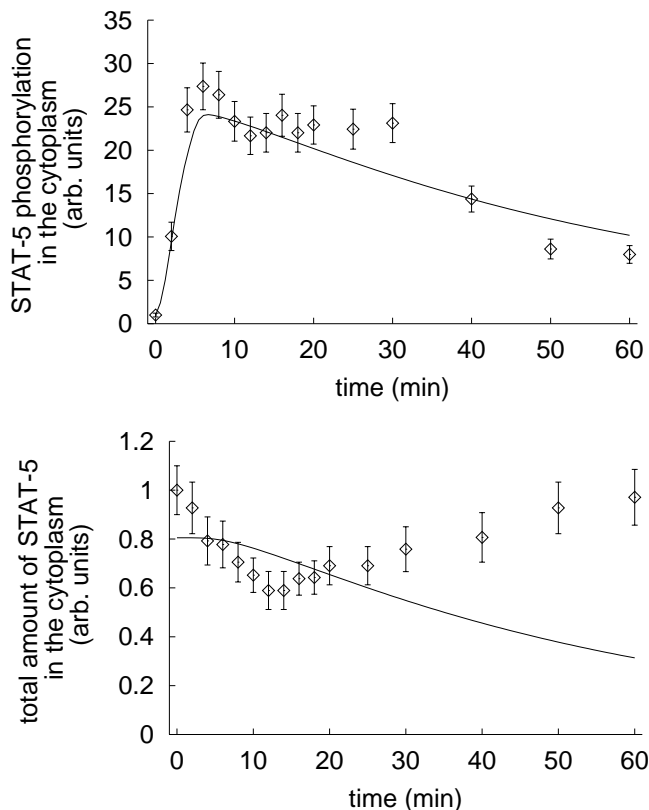 STAT-5 phosphorylation
in the cytoplasm
(arb. units)
35
30
25
20
15
10
5
0
0 10 20 30 40 50 60
time (min)
total amount of STAT-5
in the cytoplasm
(arb. units)
1.2
1
0.8
0.6
0.4
0.2
0
0 10 20 30 40 50 60
time (min)